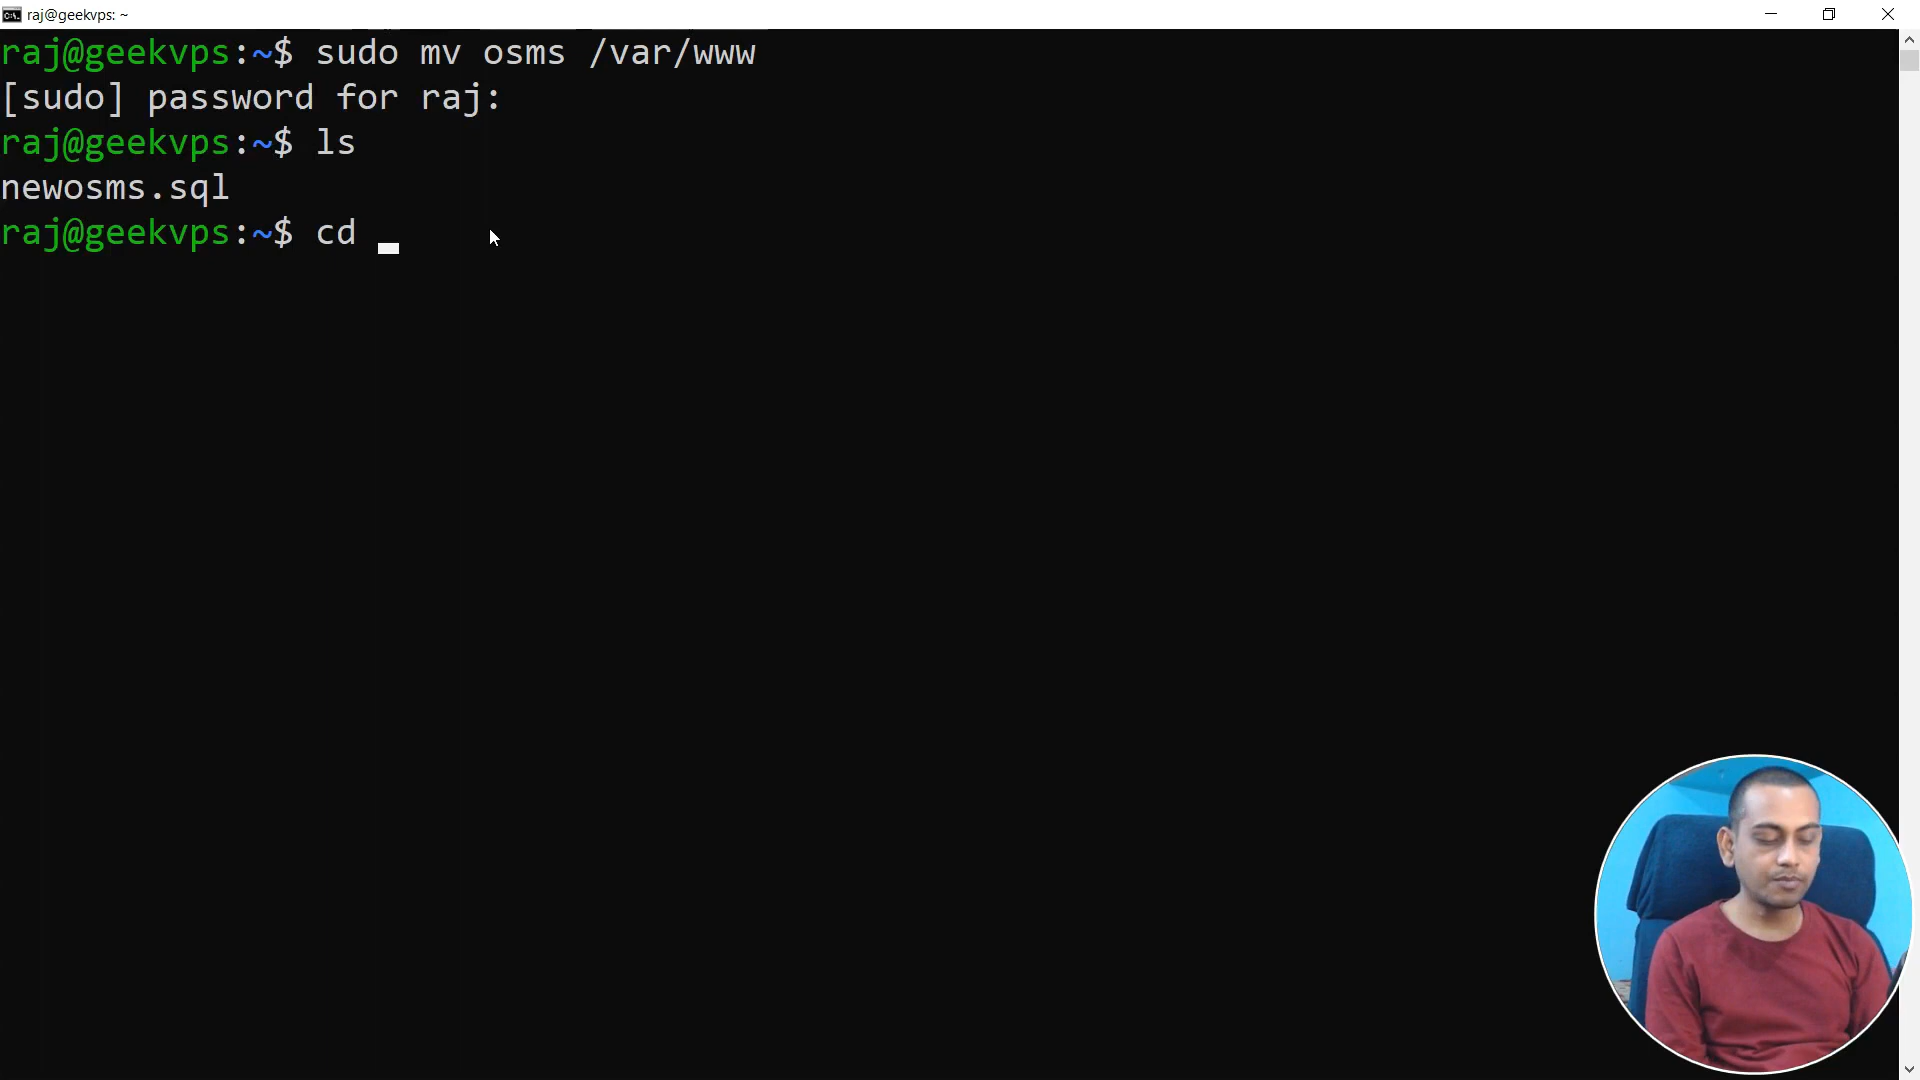 raj@geekvps: ~
raj@geekvps:~$ sudo mv osms /var/www
[sudo] password for raj:
raj@geekvps:~$ ls
newosms.sql
raj@geekvps:~$ cd